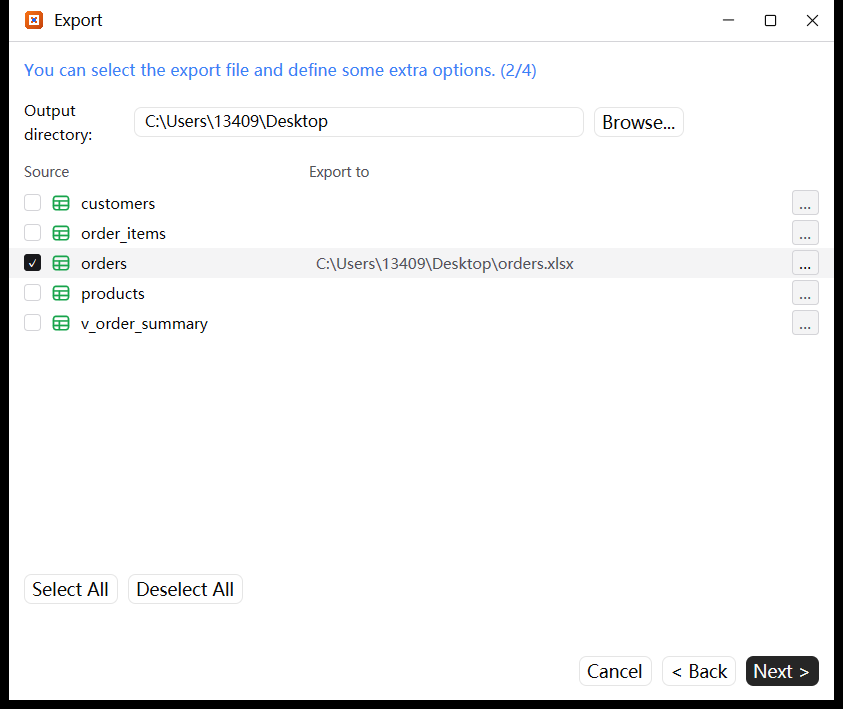 Export
You can select the export file and define some extra options. (2/4)
Output
directory:
C:\Users\13409\Desktop
Browse...
Source
Export to
customers
...
order_items
...
orders
C:\Users\13409\Desktop\orders.xlsx
...
products
...
v_order_summary
...
Select All
Deselect All
Cancel
< Back
Next >